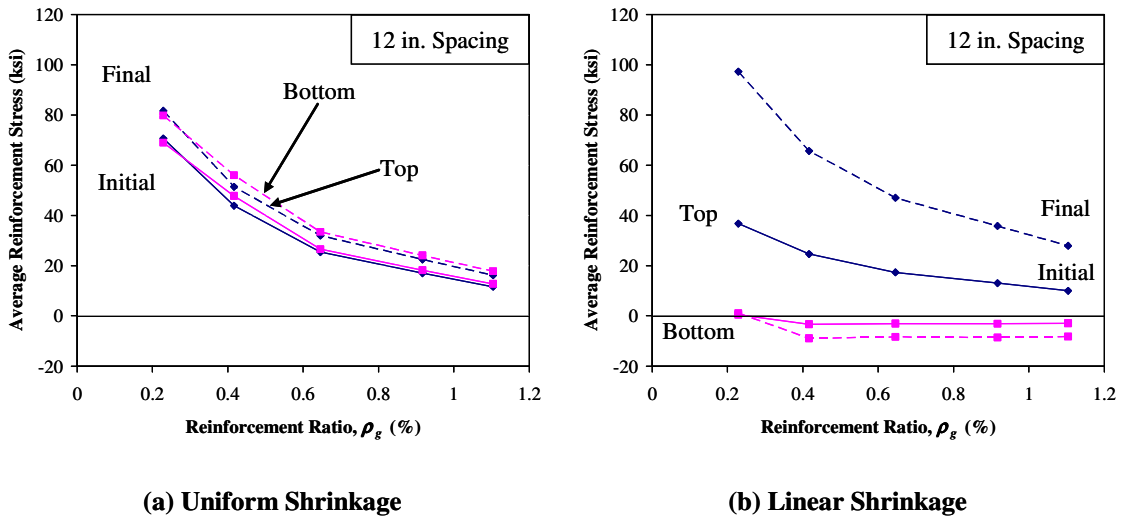 120
100
80
60
40
20
0
-20
0
0.2
0.4
0.6
0.8
1
1.2
Average Reinforcement Stress (ksi)
Reinforcement Ratio, ρg (%)
12 in. Spacing
Final
Bottom
Top
Initial
(a) Uniform Shrinkage
120
100
80
60
40
20
0
-20
0
0.2
0.4
0.6
0.8
1
1.2
Average Reinforcement Stress (ksi)
Reinforcement Ratio, ρg (%)
12 in. Spacing
Top
Final
Initial
Bottom
(b) Linear Shrinkage